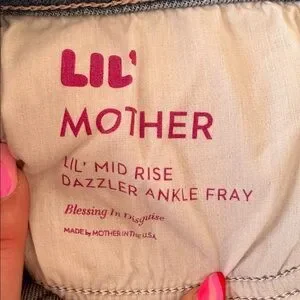 LIL'
MOTHER
LIL' MID RISE
DAZZLER ANKLE FRAY
Blessing In Disguise
MADE by MOTHER IN THE U.S.A.